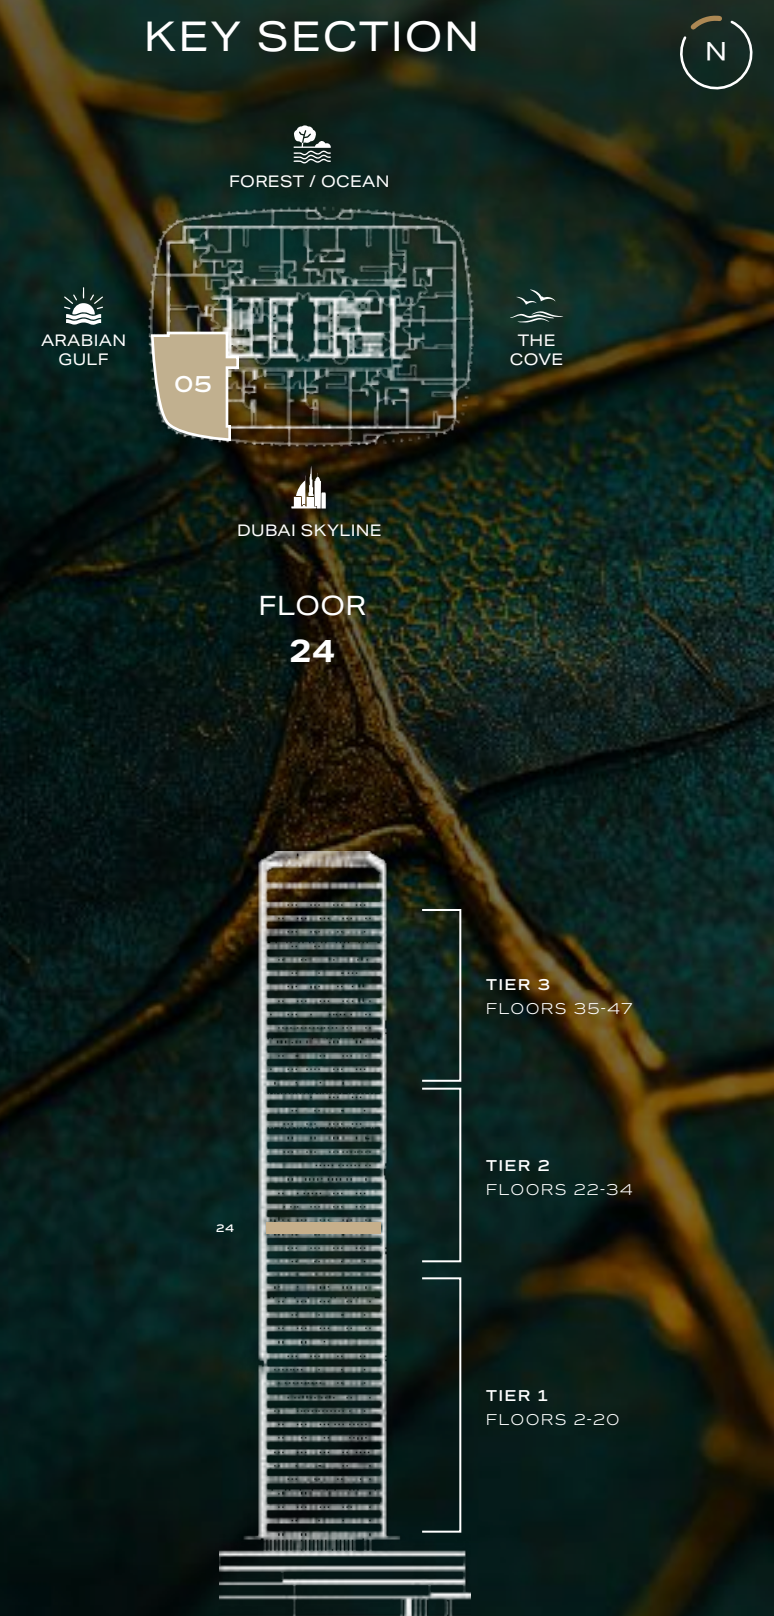 KEY SECTION
N
FOREST / OCEAN
ARABIAN
GULF
THE
COVE
05
DUBAI SKYLINE
FLOOR
24
TIER 3
FLOORS 35-47
TIER 2
FLOORS 22-34
24
TIER 1
FLOORS 2-20